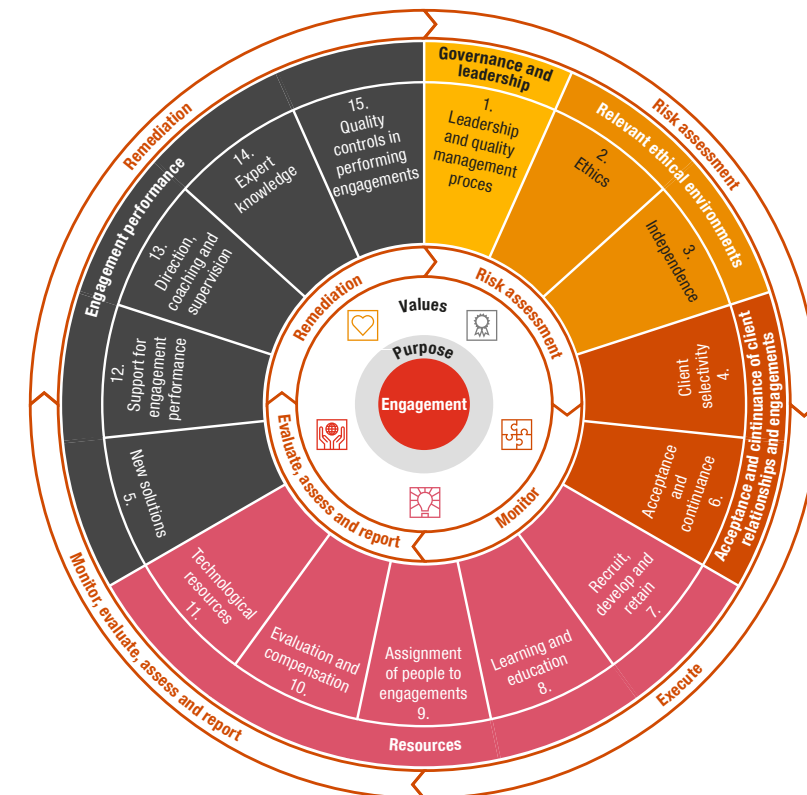 Remediation
Risk assessment
Execute
Monitor, evaluate, assess and report
Governance and
leadership
Relevant ethical environments
Acceptance and cintinuance of client
relationships and engagements
Resources
Engagement performance
1.
Leadership
and quality
management
proces
2.
Ethics
3.
Independence
Client
selectivity
4.
Acceptance
and
continuance
6.
Recruit,
develop and
retain
7.
Learning and
education
8.
Assignment
of people to
engagements
9.
Evaluation and
compensation
10.
Technological
resources
11.
New solutions
5.
12.
Support for
engagement
performance
13.
Direction,
coaching and
supervision
14.
Expert
knowledge
15.
Quality
controls in
performing
engagements
Remediation
Risk assessment
Monitor
Evaluate, assess and report
Values
Purpose
Engagement